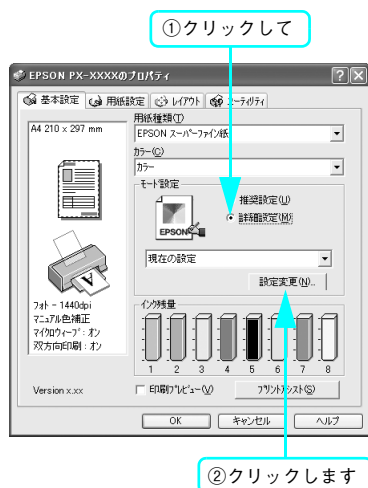 ①クリックして
EPSON PX-XXXXのプロパティ
基本設定 用紙設定 レイアウト ユーティリティ
A4 210 x 297 mm
用紙種類(T)
EPSON スーパーファイン紙
カラー(C)
カラー
モード設定
推奨設定(U)
詳細設定(M)
EPSON
現在の設定
設定変更(N)...
フォト - 1440dpi
マニュアル色補正
マイクロウィーブ: オン
双方向印刷: オン
インク残量
1 2 3 4 5 6 7 8
Version x.xx
印刷プレビュー(V)
プリントアシスト(S)
OK キャンセル ヘルプ
②クリックします